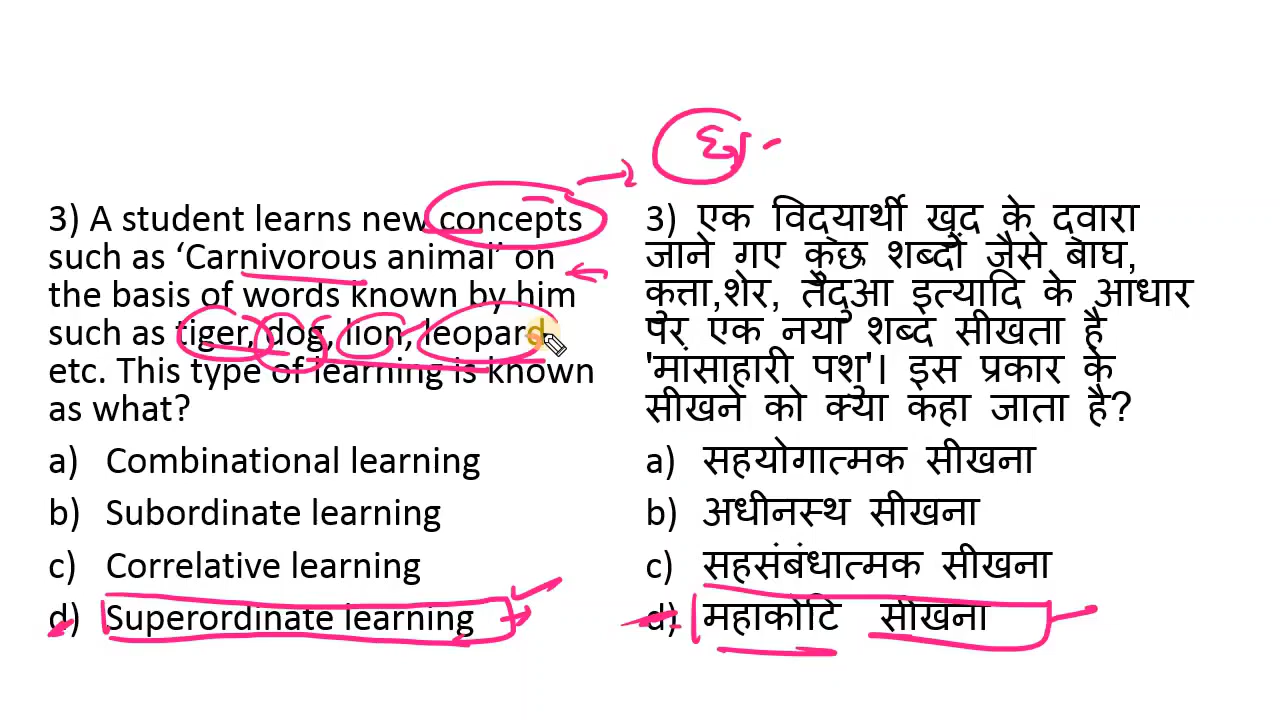 3) A student learns new concepts
such as ‘Carnivorous animal’ on
the basis of words known by him
such as tiger, dog, lion, leopard
etc. This type of learning is known
as what?
a) Combinational learning
b) Subordinate learning
c) Correlative learning
d) Superordinate learning
3) एक विद्यार्थी खुद के द्वारा
जाने गए कुछ शब्दों जैसे बाघ,
कुत्ता,शेर, तेंदुआ इत्यादि के आधार
पर एक नया शब्द सीखता है
'मांसाहारी पशु'। इस प्रकार के
सीखने को क्या कहा जाता है?
a) सहयोगात्मक सीखना
b) अधीनस्थ सीखना
c) सहसंबंधात्मक सीखना
d) महाकोटि सीखना